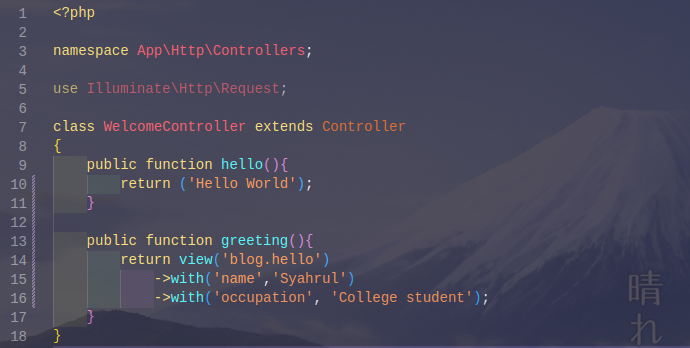 1 <?php
2
3 namespace App\Http\Controllers;
4
5 use Illuminate\Http\Request;
6
7 class WelcomeController extends Controller
8 {
9     public function hello(){
10         return ('Hello World');
11     }
12
13     public function greeting(){
14         return view('blog.hello')
15             ->with('name','Syahrul')
16             ->with('occupation', 'College student');
17     }
18 }
晴
れ